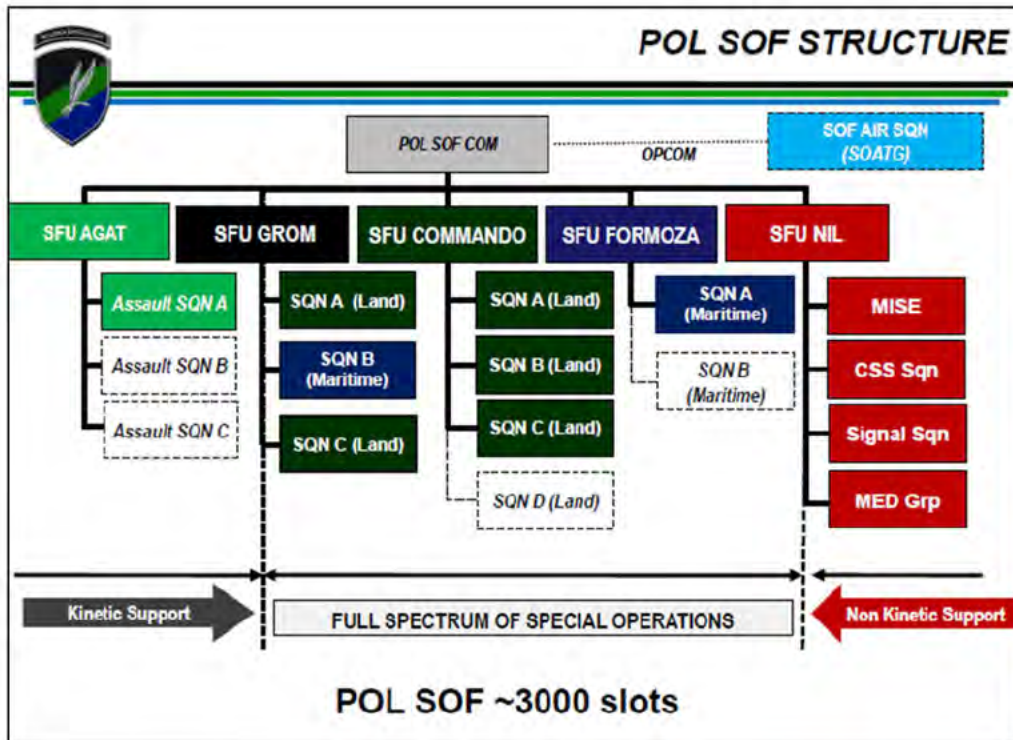 POL SOF STRUCTURE
POL SOF COM
OPCOM
SOF AIR SQN
(SOATG)
SFU AGAT
SFU GROM
SFU COMMANDO
SFU FORMOZA
SFU NIL
Assault SQN A
Assault SQN B
Assault SQN C
SQN A (Land)
SQN B
(Maritime)
SQN C (Land)
SQN A (Land)
SQN B (Land)
SQN C (Land)
SQN D (Land)
SQN A
(Maritime)
SQN B
(Maritime)
MISE
CSS Sqn
Signal Sqn
MED Grp
Kinetic Support
FULL SPECTRUM OF SPECIAL OPERATIONS
Non Kinetic Support
POL SOF ~3000 slots